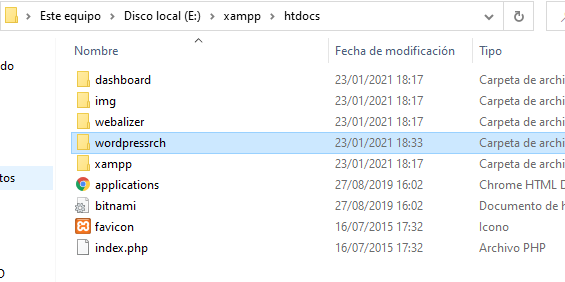 Este equipo > Disco local (E:) > xampp > htdocs
Nombre Fecha de modificación Tipo
do
dashboard 23/01/2021 18:17 Carpeta de archi
img 23/01/2021 18:17 Carpeta de archi
webalizer 23/01/2021 18:17 Carpeta de archi
wordpressrch 23/01/2021 18:33 Carpeta de archi
xampp 23/01/2021 18:17 Carpeta de archi
tos
applications 27/08/2019 16:02 Chrome HTML D
bitnami 27/08/2019 16:02 Documento de h
favicon 16/07/2015 17:32 Icono
index.php 16/07/2015 17:32 Archivo PHP